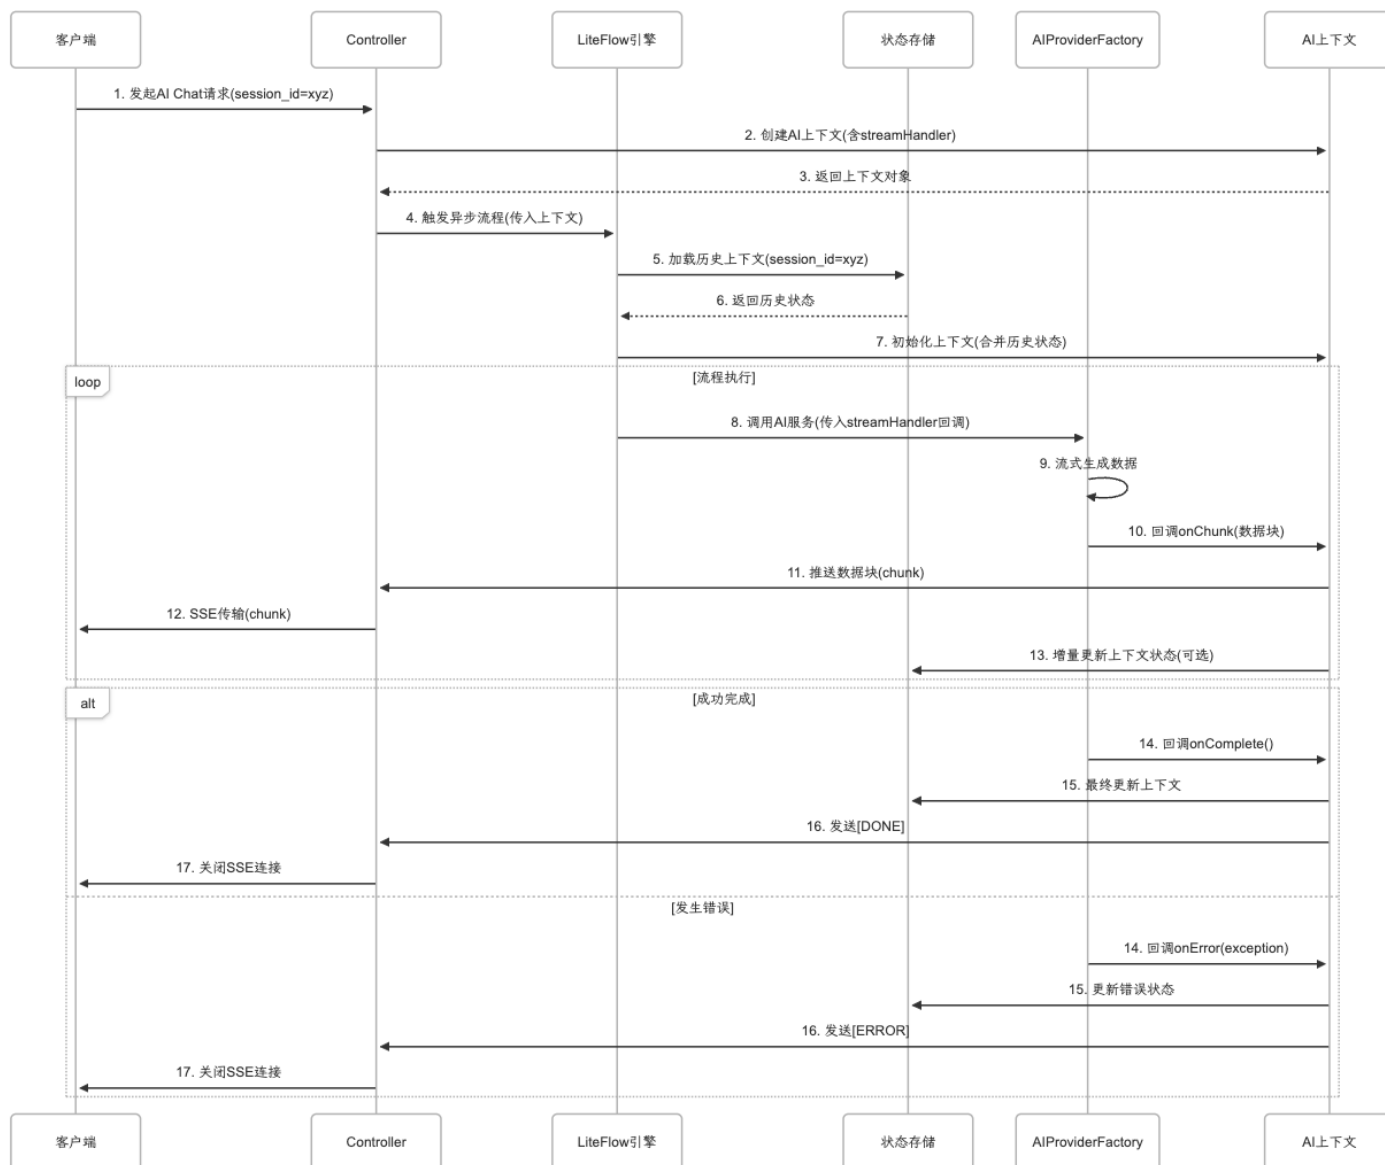 客户端
Controller
LiteFlow引擎
状态存储
AIProviderFactory
AI上下文
1. 发起AI Chat请求(session_id=xyz)
2. 创建AI上下文(含streamHandler)
3. 返回上下文对象
4. 触发异步流程(传入上下文)
5. 加载历史上下文(session_id=xyz)
6. 返回历史状态
7. 初始化上下文(合并历史状态)
loop
[流程执行]
8. 调用AI服务(传入streamHandler回调)
9. 流式生成数据
10. 回调onChunk(数据块)
11. 推送数据块(chunk)
12. SSE传输(chunk)
13. 增量更新上下文状态(可选)
alt
[成功完成]
14. 回调onComplete()
15. 最终更新上下文
16. 发送[DONE]
17. 关闭SSE连接
[发生错误]
14. 回调onError(exception)
15. 更新错误状态
16. 发送[ERROR]
17. 关闭SSE连接
客户端
Controller
LiteFlow引擎
状态存储
AIProviderFactory
AI上下文